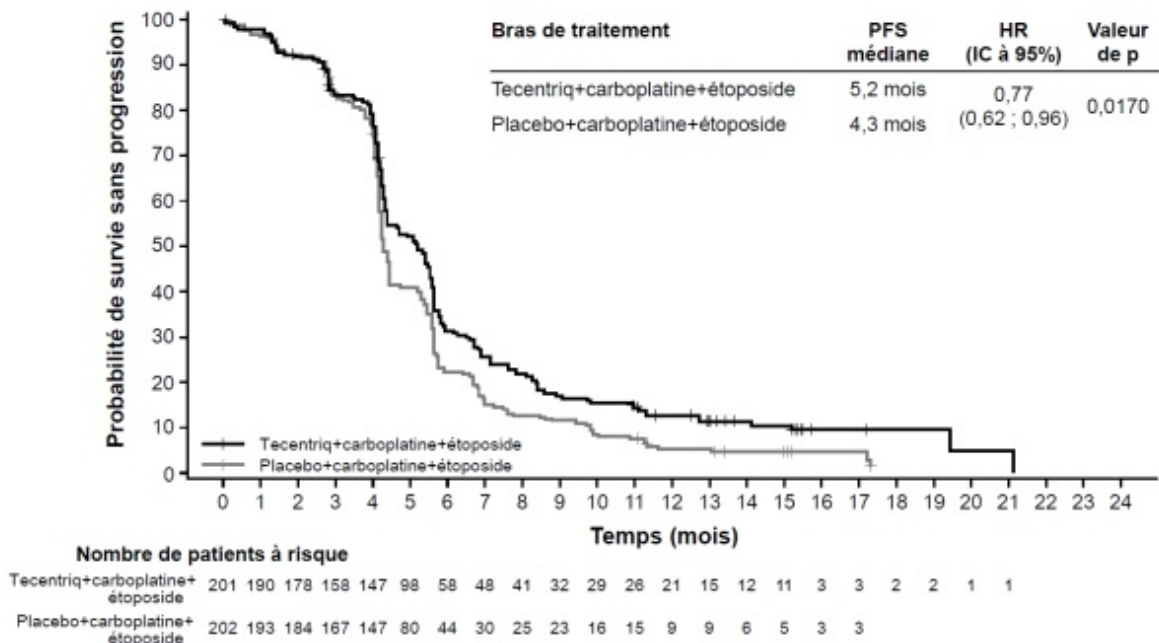 Bras de traitement PFS médiane HR (IC à 95%) Valeur de p
Tecentriq+carboplatine+étoposide 5,2 mois 0,77 (0,62 ; 0,96) 0,0170
Placebo+carboplatine+étoposide 4,3 mois
Probabilité de survie sans progression
100
90
80
70
60
50
40
30
20
10
0
Tecentriq+carboplatine+étoposide
Placebo+carboplatine+étoposide
0 1 2 3 4 5 6 7 8 9 10 11 12 13 14 15 16 17 18 19 20 21 22 23 24
Temps (mois)
Nombre de patients à risque
Tecentriq+carboplatine+
étoposide 201 190 178 158 147 98 58 48 41 32 29 26 21 15 12 11 3 3 2 2 1 1
Placebo+carboplatine+
étoposide 202 193 184 167 147 80 44 30 25 23 16 15 9 9 6 5 3 3